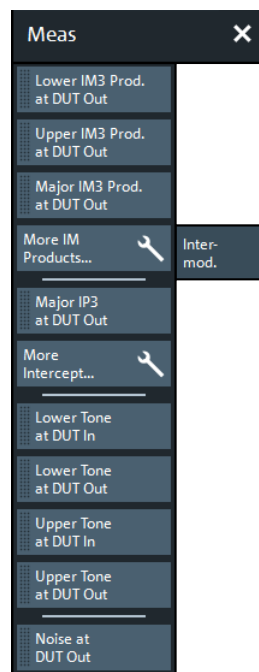 Meas
Lower IM3 Prod.
at DUT Out
Upper IM3 Prod.
at DUT Out
Major IM3 Prod.
at DUT Out
More IM
Products...
Inter-
mod.
Major IP3
at DUT Out
More
Intercept...
Lower Tone
at DUT In
Lower Tone
at DUT Out
Upper Tone
at DUT In
Upper Tone
at DUT Out
Noise at
DUT Out